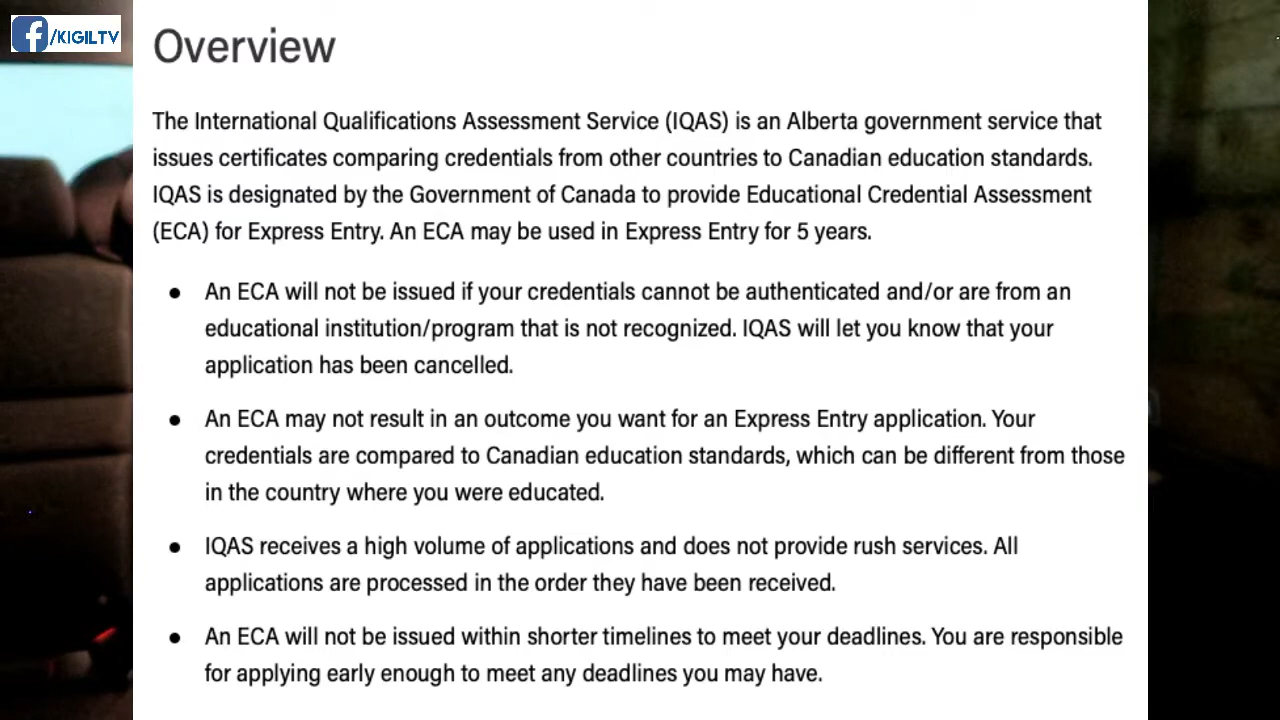 f/KIGILTV
Overview
The International Qualifications Assessment Service (IQAS) is an Alberta government service that
issues certificates comparing credentials from other countries to Canadian education standards.
IQAS is designated by the Government of Canada to provide Educational Credential Assessment
(ECA) for Express Entry. An ECA may be used in Express Entry for 5 years.
● An ECA will not be issued if your credentials cannot be authenticated and/or are from an
educational institution/program that is not recognized. IQAS will let you know that your
application has been cancelled.
● An ECA may not result in an outcome you want for an Express Entry application. Your
credentials are compared to Canadian education standards, which can be different from those
in the country where you were educated.
● IQAS receives a high volume of applications and does not provide rush services. All
applications are processed in the order they have been received.
● An ECA will not be issued within shorter timelines to meet your deadlines. You are responsible
for applying early enough to meet any deadlines you may have.